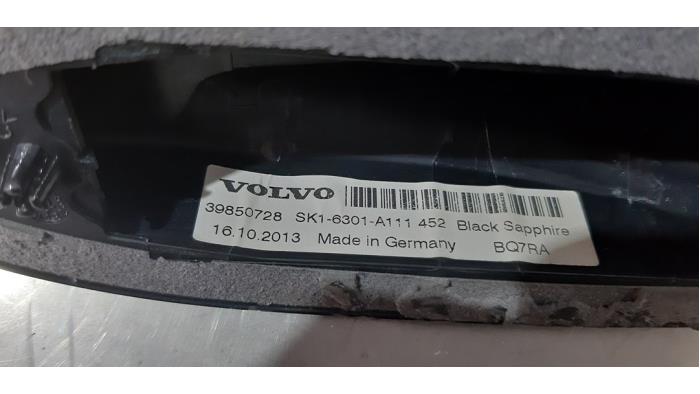 VOLVO
39850728 SK1-6301-A111 452 Black Sapphire
16.10.2013 Made in Germany BQ7RA